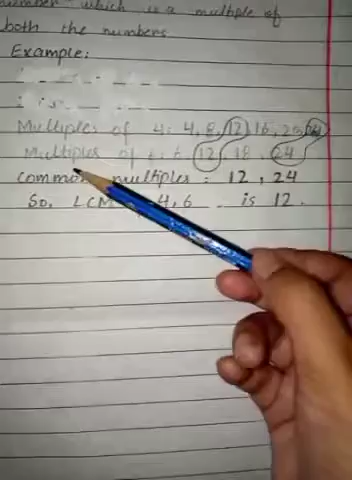 number which is a multiple of
both the numbers
Example:
Multiples of 4: 4, 8, 12, 16, 20, 24
Multiples of 6: 6, 12, 18, 24
Common multiples: 12, 24
So, LCM 4, 6 is 12.